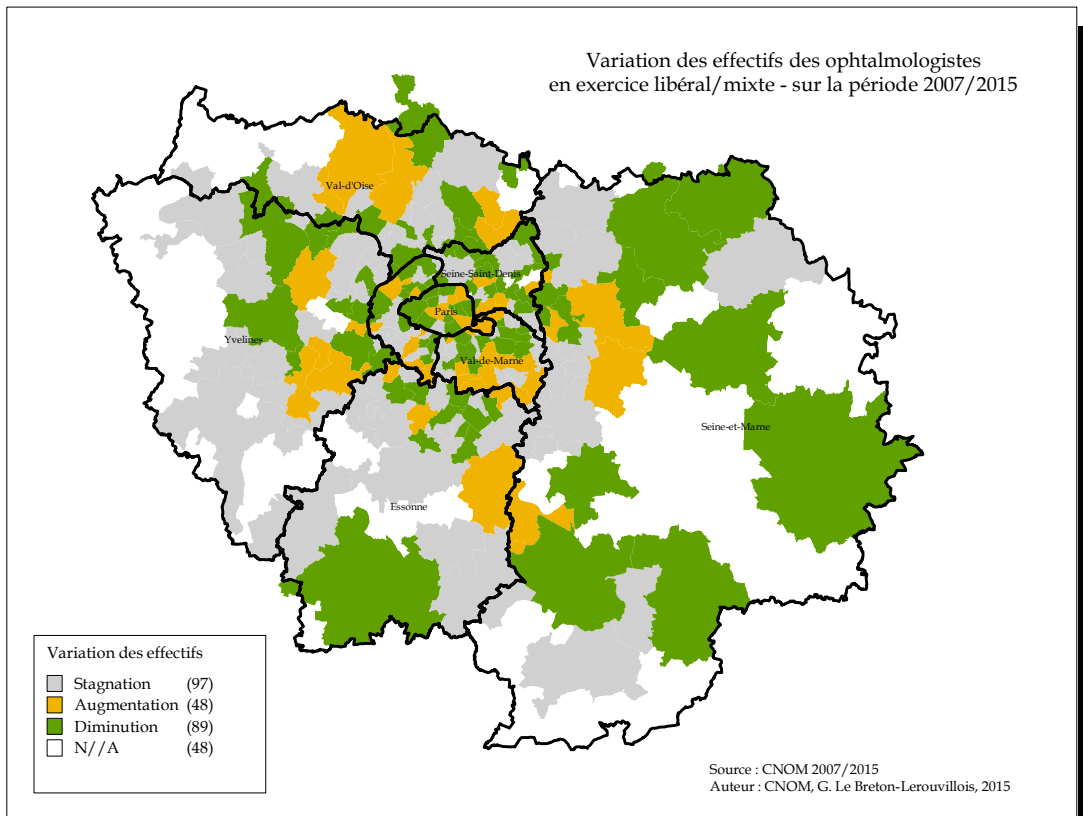 Variation des effectifs des ophtalmologistes
en exercice libéral/mixte - sur la période 2007/2015
Val-d'Oise
Seine-Saint-Denis
Paris
Yvelines
Val-de-Marne
Seine-et-Marne
Essonne
Variation des effectifs
Stagnation (97)
Augmentation (48)
Diminution (89)
N//A (48)
Source : CNOM 2007/2015
Auteur : CNOM, G. Le Breton-Lerouvillois, 2015